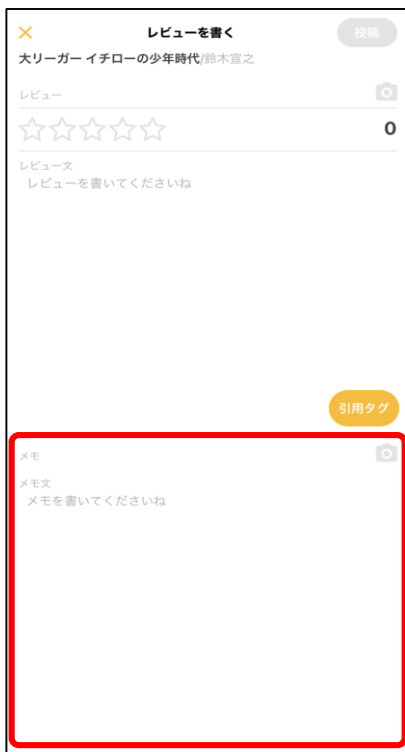 レビューを書く
投稿
大リーガー イチローの少年時代/鈴木宣之
レビュー
0
レビュー文
レビューを書いてくださいね
引用タグ
メモ
メモ文
メモを書いてくださいね